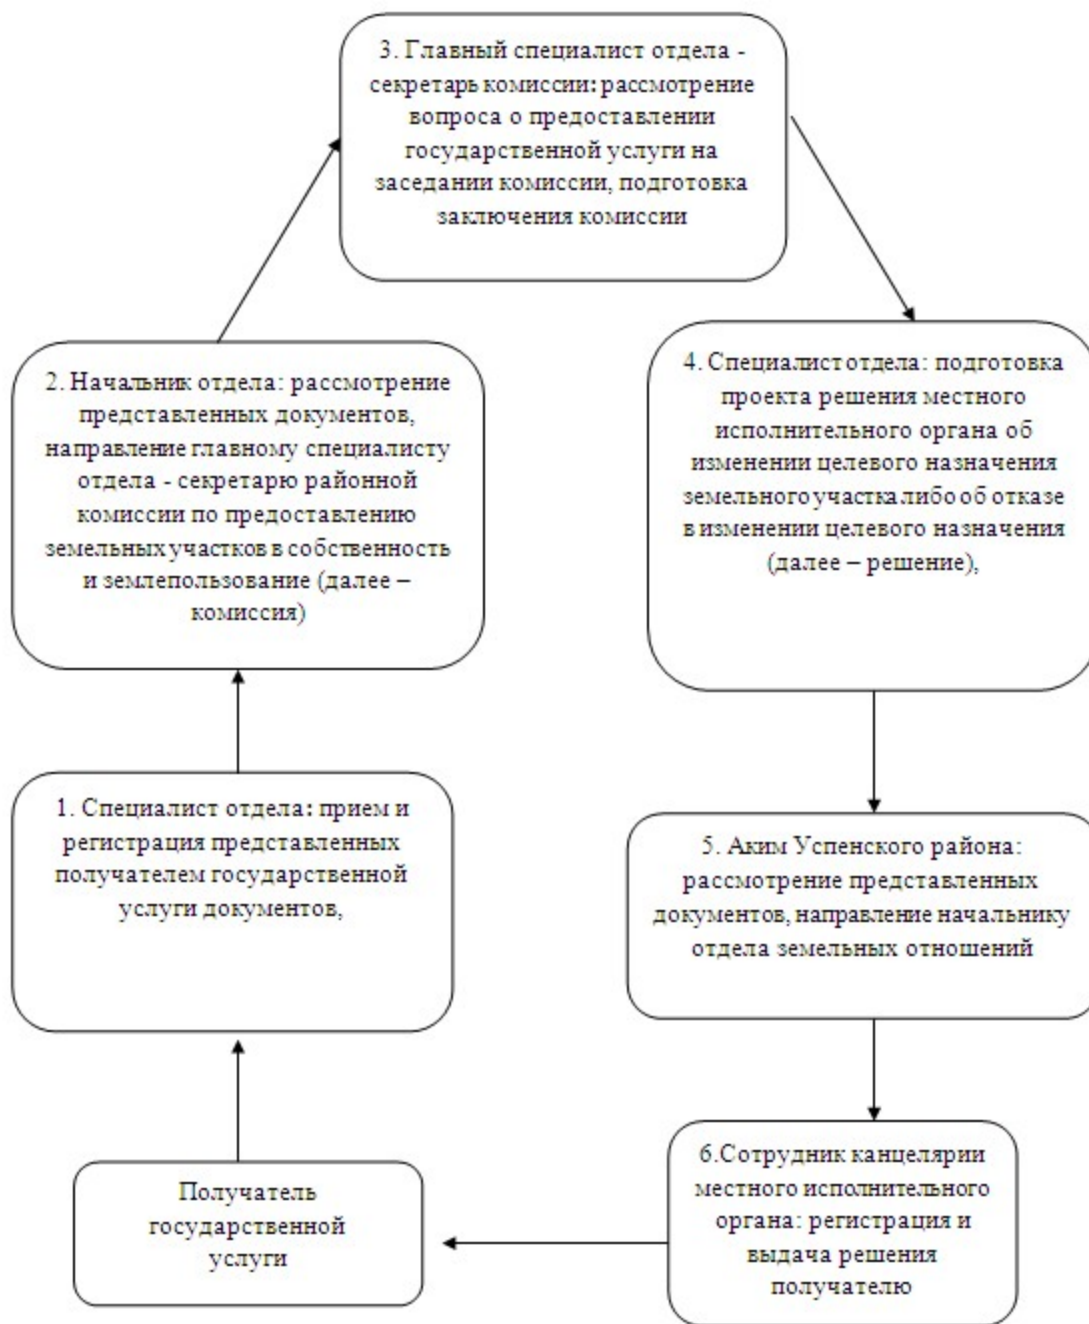 3. Главный специалист отдела -
секретарь комиссии: рассмотрение
вопроса о предоставлении
государственной услуги на
заседании комиссии, подготовка
заключения комиссии
2. Начальник отдела: рассмотрение
представленных документов,
направление главному специалисту
отдела - секретарю районной
комиссии по предоставлению
земельных участков в собственность
и землепользование (далее –
комиссия)
4. Специалист отдела: подготовка
проекта решения местного
исполнительного органа об
изменении целевого назначения
земельного участка либо об отказе
в изменении целевого назначения
(далее – решение),
1. Специалист отдела: прием и
регистрация представленных
получателем государственной
услуги документов,
5. Аким Успенского района:
рассмотрение представленных
документов, направление начальнику
отдела земельных отношений
Получатель
государственной
услуги
6.Сотрудник канцелярии
местного исполнительного
органа: регистрация и
выдача решения
получателю